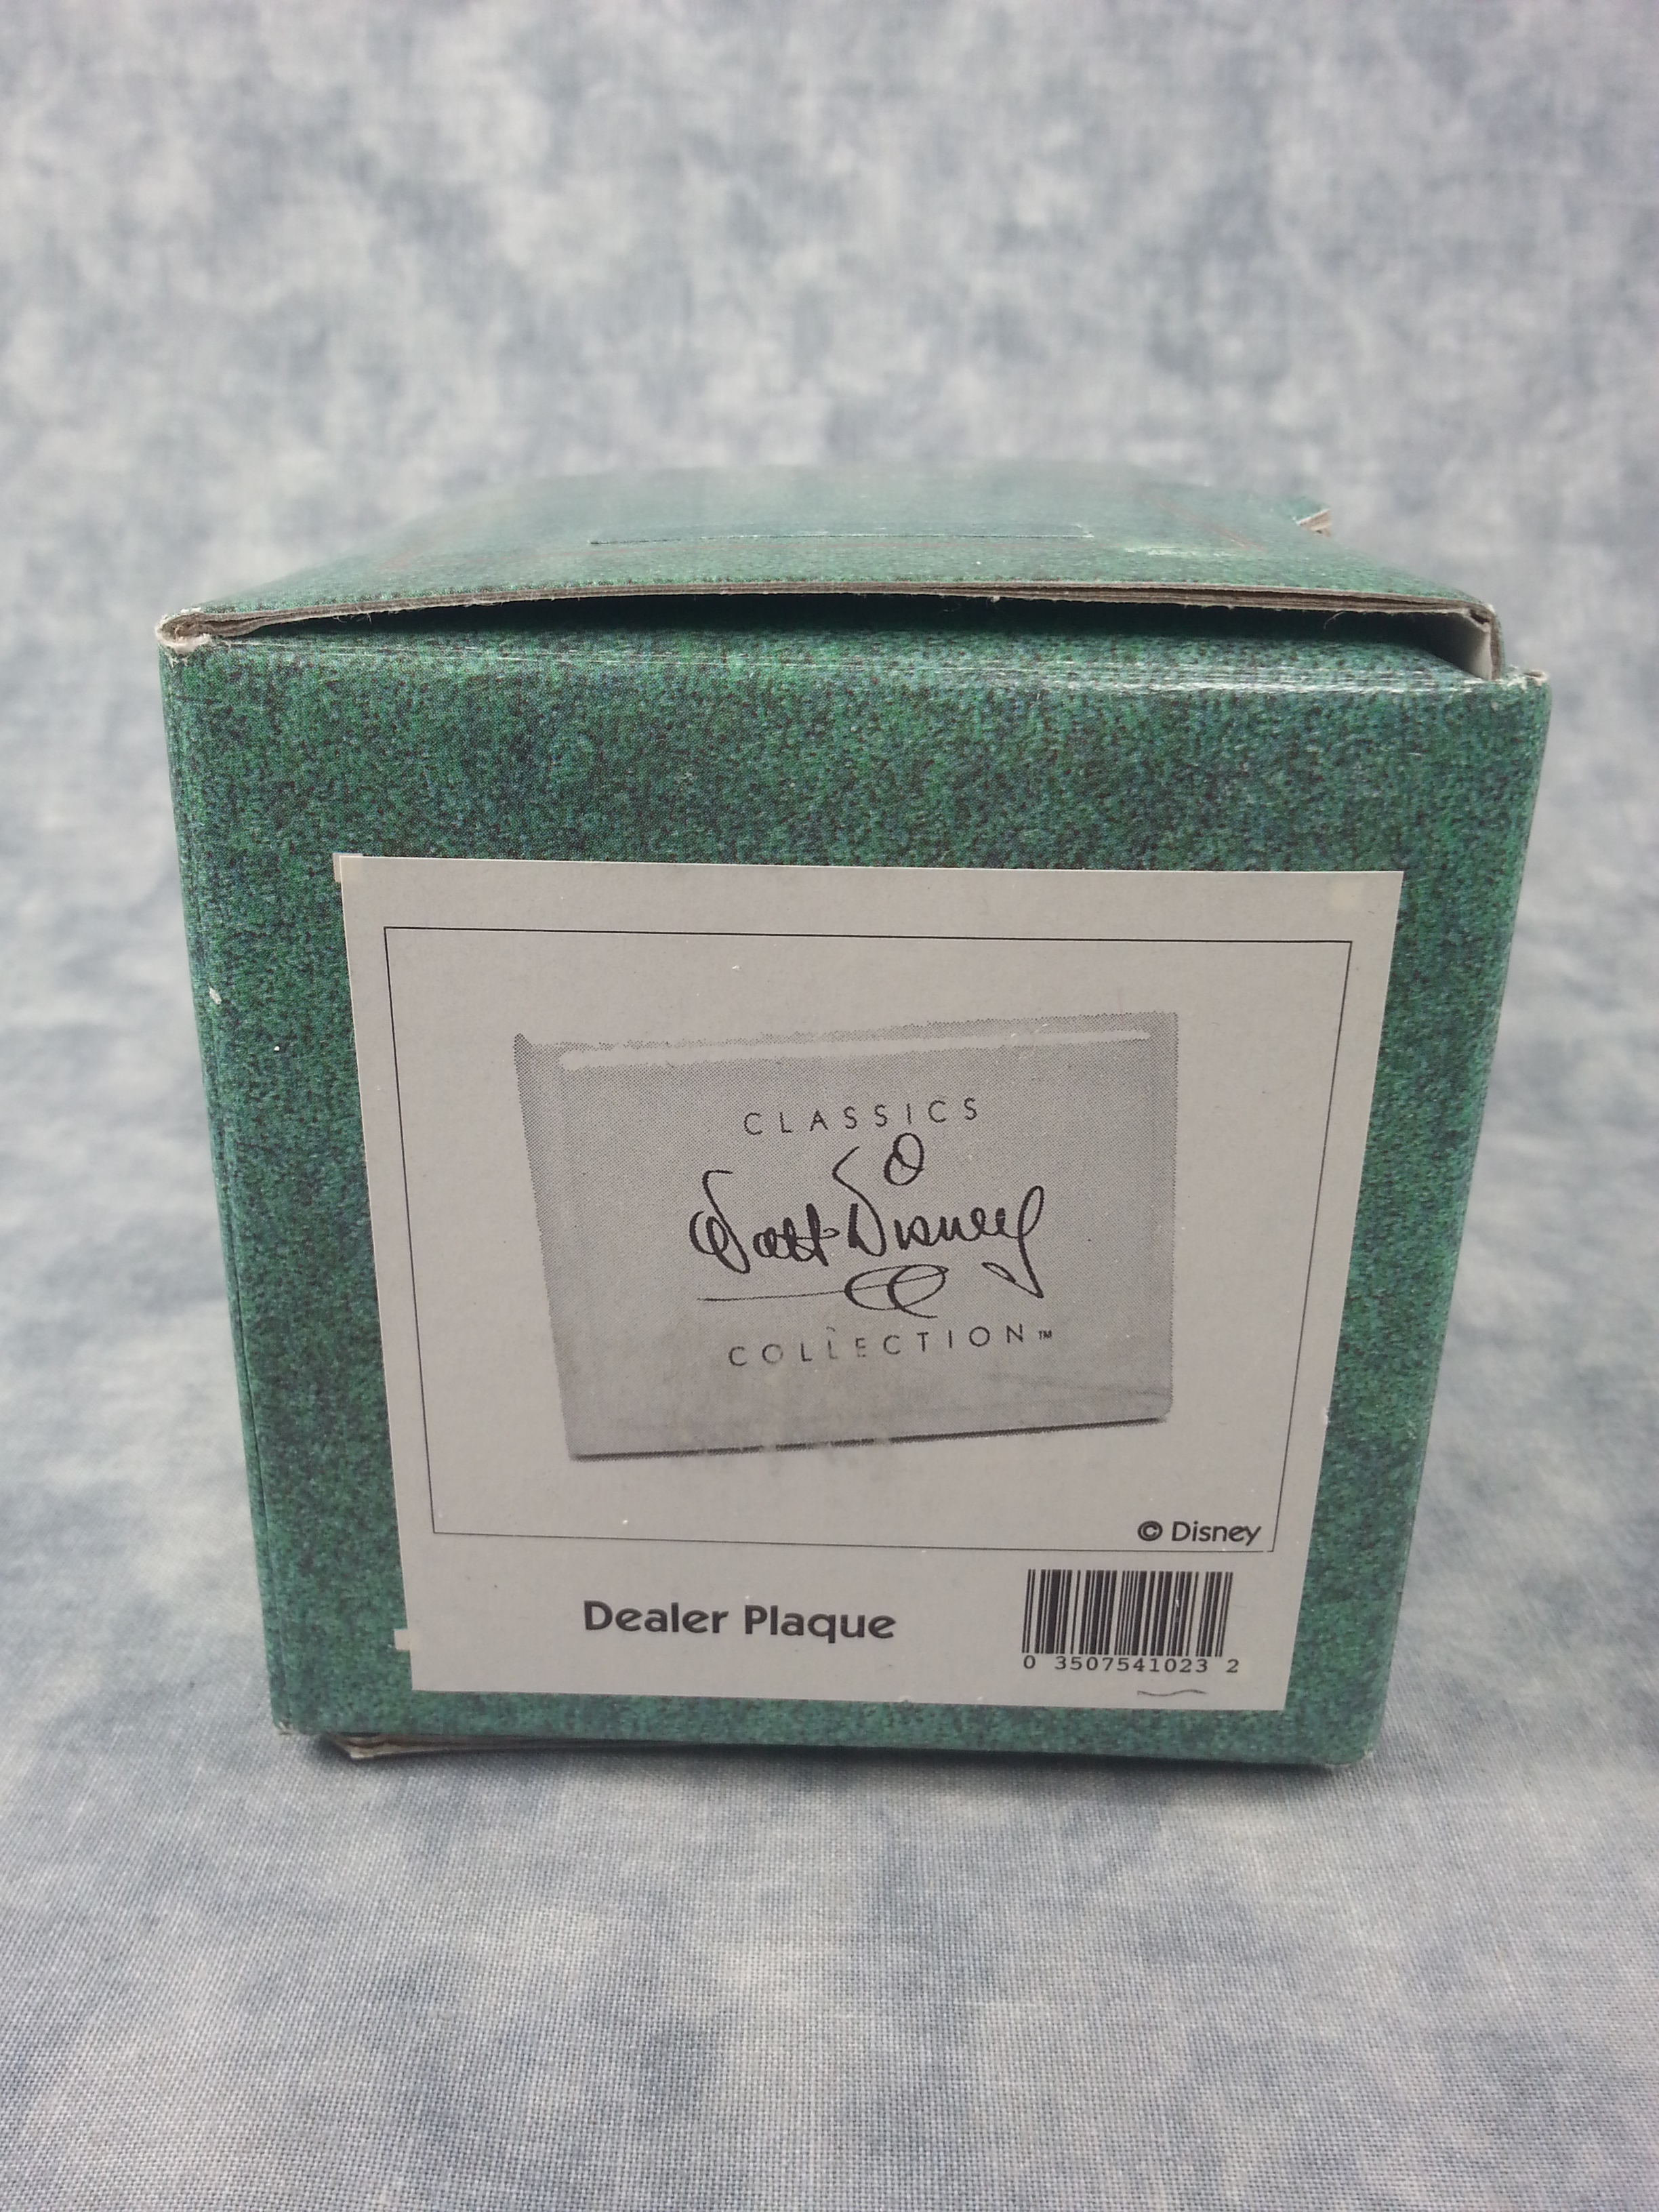 CLASSICS
Walt Disney
COLLECTION™
© Disney
Dealer Plaque
0 3507541023 2